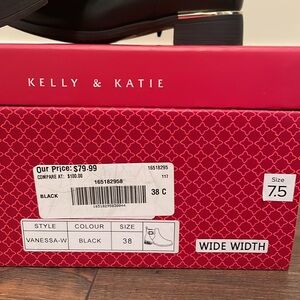 KELLY & KATIE
Our Price: $79.99
COMPARE AT: $100.00
16518295
117
165182958
BLACK
38 C
Size
7.5
STYLE COLOUR SIZE
VANESSA-W BLACK 38
WIDE WIDTH